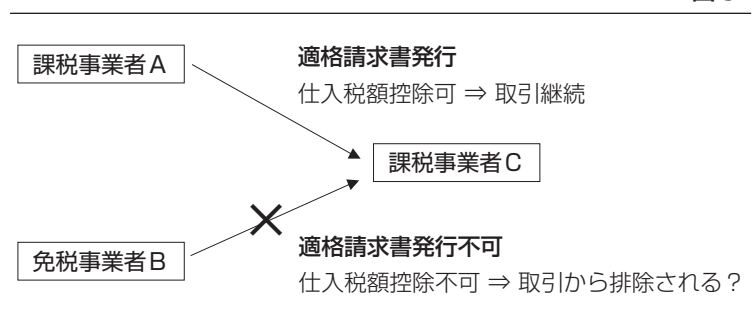 課税事業者A
適格請求書発行
仕入税額控除可 ⇒ 取引継続
課税事業者C
免税事業者B
適格請求書発行不可
仕入税額控除不可 ⇒ 取引から排除される？